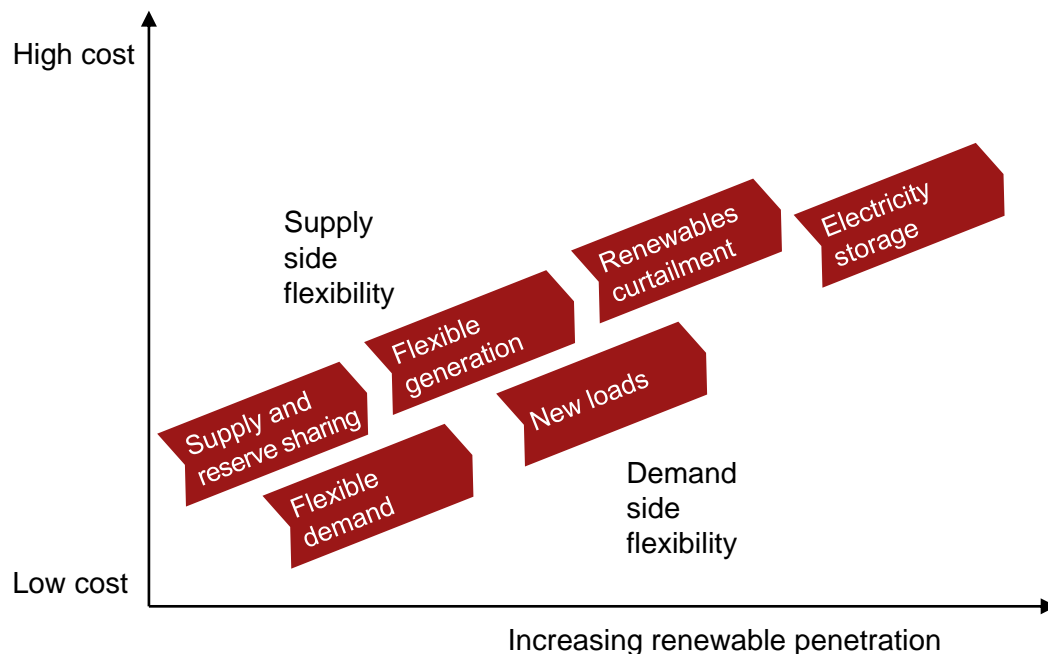 High cost
Supply
side
flexibility
Electricity
storage
Renewables
curtailment
Flexible
generation
New loads
Supply and
reserve sharing
Flexible
demand
Demand
side
flexibility
Low cost
Increasing renewable penetration